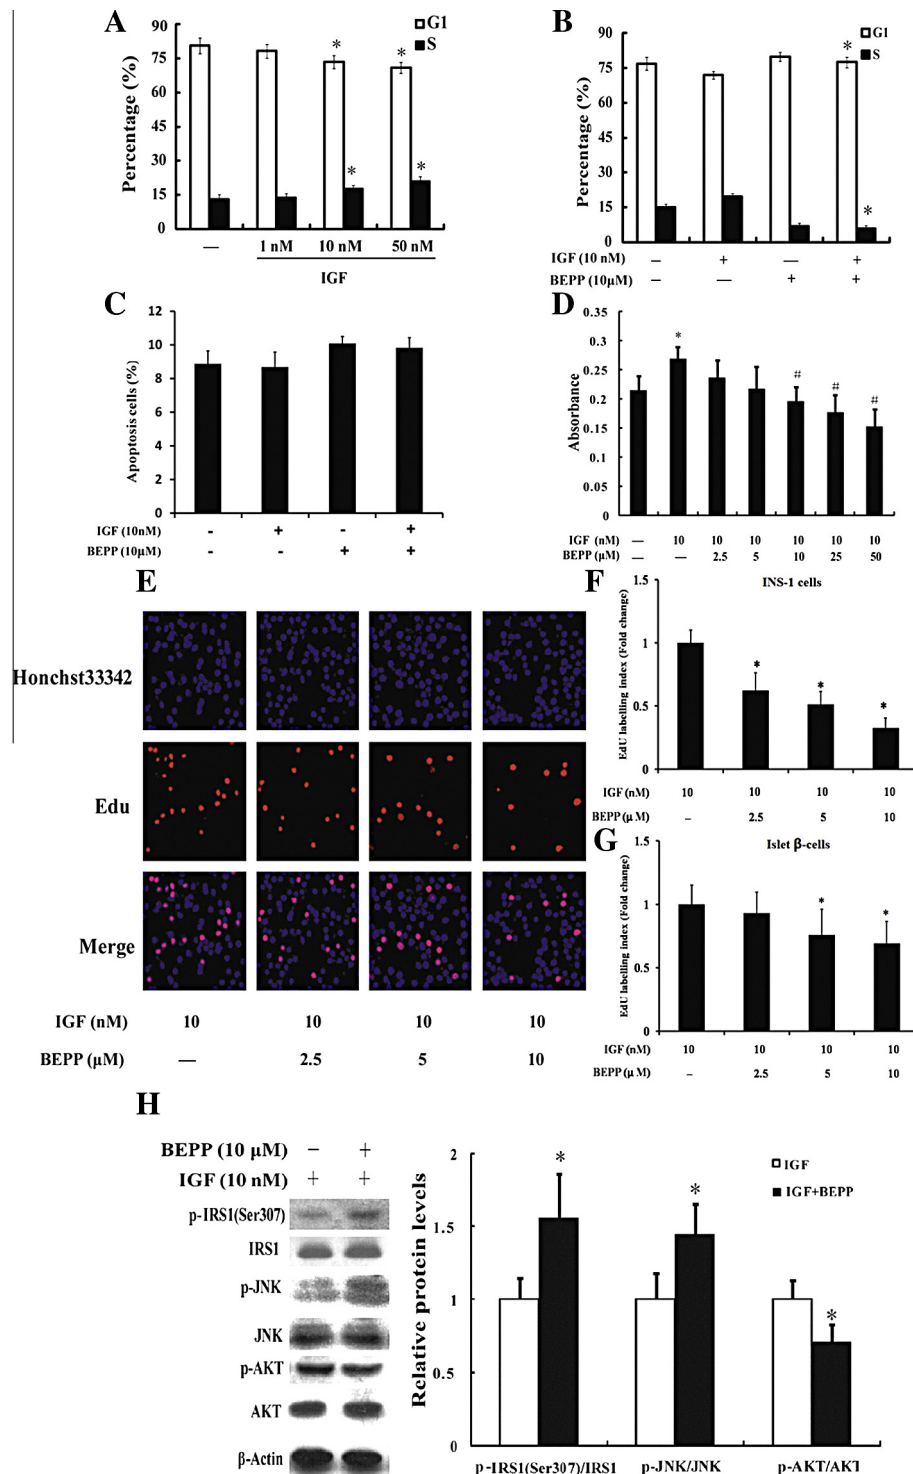 A
90
75
60
45
30
15
0
Percentage (%)
G1
S
*
*
*
*
—
1 nM 10 nM 50 nM
IGF
B
90
75
60
45
30
15
0
Percentage (%)
G1
S
*
*
IGF (10 nM) – + — +
BEPP (10μM) – — + +
C
12
10
8
6
4
2
0
Apoptosis cells (%)
IGF (10nM) - + - +
BEPP (10μM) - - + +
D
0.35
0.3
0.25
0.2
0.15
0.1
0.05
0
Absorbance
*
#
#
#
IGF (nM) — 10 10 10 10 10 10
BEPP (μM) — — 2.5 5 10 25 50
E
Honchst33342
Edu
Merge
IGF (nM) 10 10 10 10
BEPP (μM) — 2.5 5 10
F
INS-1 cells
1.5
1
0.5
0
EdU labelling index (Fold change)
*
*
*
IGF (nM) 10 10 10 10
BEPP (μ M) – 2.5 5 10
G
Islet β-cells
1.5
1
0.5
0
EdU labelling index (Fold change)
*
*
IGF (nM) 10 10 10 10
BEPP (μ M) – 2.5 5 10
H
BEPP (10 μM) – +
IGF (10 nM) + +
p-IRS1(Ser307)
IRS1
p-JNK
JNK
p-AKT
AKT
β-Actin
2
1.5
1
0.5
0
Relative protein levels
IGF
IGF+BEPP
*
*
*
p-IRS1(Ser307)/IRS1 p-JNK/JNK p-AKT/AKT